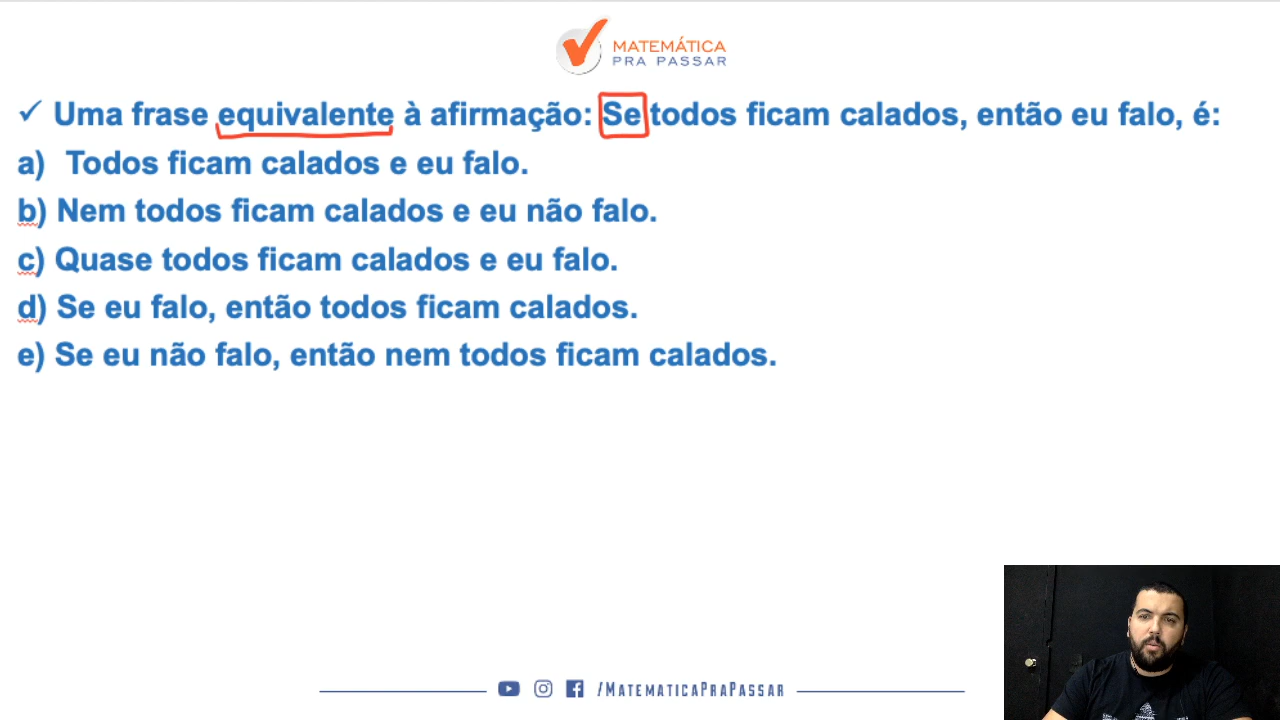 MATEMÁTICA
PRA PASSAR
✓ Uma frase equivalente à afirmação: Se todos ficam calados, então eu falo, é:
a) Todos ficam calados e eu falo.
b) Nem todos ficam calados e eu não falo.
c) Quase todos ficam calados e eu falo.
d) Se eu falo, então todos ficam calados.
e) Se eu não falo, então nem todos ficam calados.
/MATEMATICAPRAPASSAR